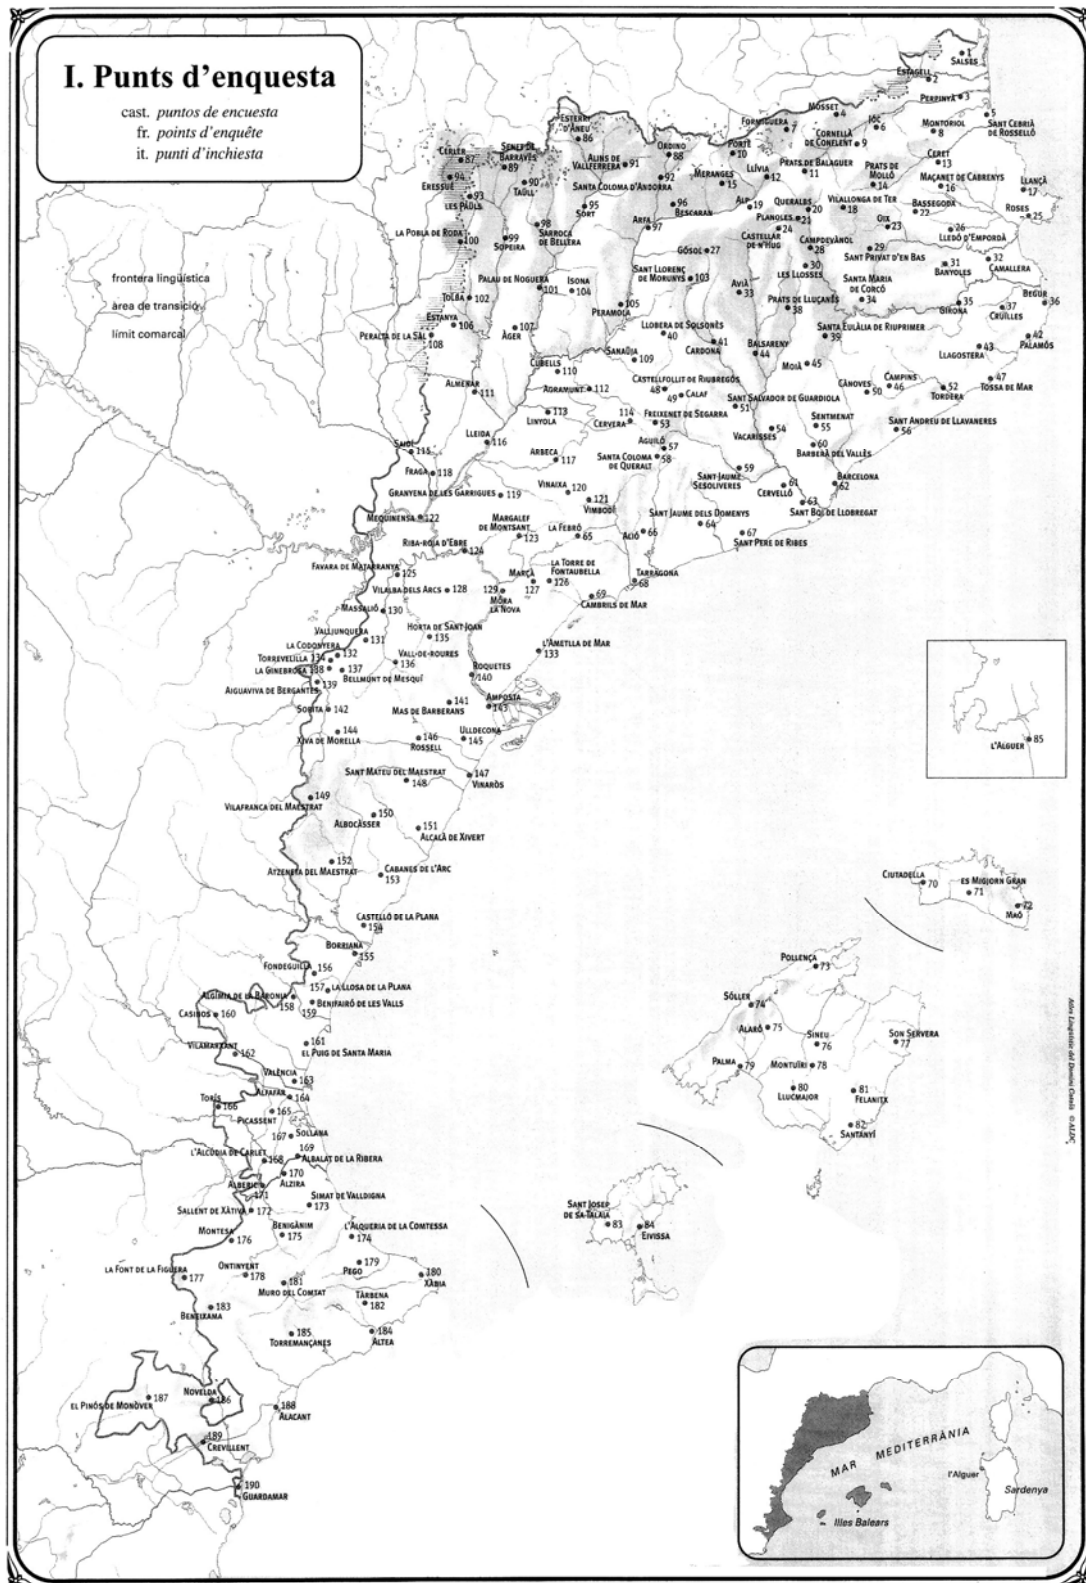 I. Punts d'enquesta
cast. puntos de encuesta
fr. points d'enquête
it. punti d'inchiesta
frontera lingüística
àrea de transició
límit comarcal
1
SALSES
ESTAGELL
2
PERPINYÀ 3
MOSSET
4
5
SANT CEBRIÀ
DE ROSSELLÓ
JÓC
6
FORMIGUERA
7
MONTORIOL
8
CORNELLÀ
DE CONFLENT
9
PORTÉ
10
PRATS DE BALAGUER
11
LLÍVIA
12
CERET
13
PRATS DE
MOLLÓ
14
MERANGES
15
MAÇANET DE CABRENYS
16
LLANÇÀ
17
VILALLONGA DE TER
18
ALP 19
QUERALBS
20
PLANOLES
21
BASSEGODA
22
OIX
23
24
CASTELLAR
DE N'HUG
ROSES
25
26
LLEDÓ D'EMPORDÀ
GÓSOL 27
CAMPDEVÀNOL
28
29
SANT PRIVAT D'EN BAS
30
LES LLOSSES
31
BANYOLES
32
CAMALLERA
AVIÀ
33
SANTA MARIA
DE CORCÓ
34
35
GIRONA
BEGUR
36
37
CRUÏLLES
PRATS DE LLUÇANÈS
38
SANTA EULÀLIA DE RIUPRIMER
39
LLOBERA DE SOLSONÈS
40
41
CARDONA
42
PALAMÓS
43
LLAGOSTERA
BALSARENY
44
MOIÀ 45
CAMPINS
46
47
TOSSA DE MAR
CASTELLFOLLIT DE RIUBREGÓS
48
49 CALAF
CÀNOVES
50
SANT SALVADOR DE GUARDIOLA
51
52
TORDERA
FREIXENET DE SEGARRA
53
54
VACARISSES
SENTMENAT
55
SANT ANDREU DE LLAVANERES
56
AGUILÓ
57
SANTA COLOMA
DE QUERALT
58
59
SANT JAUME
SESOLIVERES
60
BARBERÀ DEL VALLÈS
61
CERVELLÓ
BARCELONA
62
63
SANT BOI DE LLOBREGAT
SANT JAUME DELS DOMENYS
64
LA FEBRÓ
65
ALIÓ 66
67
SANT PERE DE RIBES
TARRAGONA
68
69
CAMBRILS DE MAR
CIUTADELLA
70
ES MIGJORN GRAN
71
72
MAÓ
POLLENÇA
73
SÓLLER
74
ALARÓ 75
SINEU
76
SON SERVERA
77
MONTUÏRI 78
PALMA
79
80
LLUCMAJOR
81
FELANITX
82
SANTANYÍ
SANT JOSEP
DE SA TALAIA
83
84
EIVISSA
L'ALGUER
85
ESTERRI
D'ÀNEU
86
CERLER
87
ORDINO
88
SENET DE
BARRAVÉS
89
90
TAÜLL
ALINS DE
VALLFERRERA
91
92
SANTA COLOMA D'ANDORRA
93
LES PAÜLS
94
ERESSUÉ
95
SORT
96
BESCARAN
ARFA
97
98
SARROCA
DE BELLERA
99
SOPEIRA
LA POBLA DE RODA
100
PALAU DE NOGUERA
101
TOLBA 102
SANT LLORENÇ
DE MORUNYS 103
ISONA
104
105
PERAMOLA
ESTANYA
106
107
ÀGER
PERALTA DE LA SAL
108
SANAÜJA
109
CUBELLS
110
ALMENAR
111
AGRAMUNT 112
113
LINYOLA
114
CERVERA
SAIDÍ
115
LLEIDA
116
ARBECA
117
FRAGA 118
GRANYENA DE LES GARRIGUES 119
VINAIXA
120
121
VIMBODÍ
MEQUINENSA 122
MARGALEF
DE MONTSANT
123
RIBA-ROJA D'EBRE
124
FAVARA DE MATARRANYA
125
LA TORRE DE
FONTAUBELLA
126
MARÇÀ
127
VILALBA DELS ARCS 128
129
MÓRA
LA NOVA
MASSALIÓ 130
VALLJUNQUERA
131
LA CODONYERA
132
L'AMETLLA DE MAR
133
TORREVELILLA 134
HORTA DE SANT JOAN
135
VALL-DE-ROURES
136
137
BELLMUNT DE MESQUÍ
LA GINEBROSA 138
139
AIGUAVIVA DE BERGANTES
ROQUETES
140
141
MAS DE BARBERANS
SORITA 142
AMPOSTA
143
144
XIVA DE MORELLA
ULLDECONA
145
146
ROSSELL
147
VINARÒS
SANT MATEU DEL MAESTRAT
148
149
VILAFRANCA DEL MAESTRAT
150
ALBOCÀSSER
151
ALCALÀ DE XIVERT
152
ATZENETA DEL MAESTRAT
CABANES DE L'ARC
153
CASTELLÓ DE LA PLANA
154
BORRIANA
155
FONDEGUILLA
156
157 LA LLOSA DE LA PLANA
ALGÍMIA DE LA BARONIA
158
BENIFAIRÓ DE LES VALLS
159
CASINOS 160
161
EL PUIG DE SANTA MARIA
VILAMARXANT
162
VALÈNCIA
163
ALFAFAR
164
165
PICASSENT
TORÍS
166
SOLLANA
167
L'ALCÚDIA DE CARLET
168
169
ALBALAT DE LA RIBERA
170
ALZIRA
ALBERIC
171
SALLENT DE XÀTIVA 172
SIMAT DE VALLDIGNA
173
L'ALQUERIA DE LA COMTESSA
174
BENIGÀNIM
175
MONTESA
176
LA FONT DE LA FIGUERA
177
ONTINYENT
178
179
PEGO
180
XÀBIA
181
MURO DEL COMTAT
TÀRBENA
182
183
BENEIXAMA
184
ALTEA
185
TORREMANÇANES
NOVELDA
186
187
EL PINÓS DE MONÒVER
188
ALACANT
189
CREVILLENT
190
GUARDAMAR
Atles Lingüístic del Domini Català © ALDC
MAR MEDITERRÀNIA
l'Alguer
Sardenya
Illes Balears